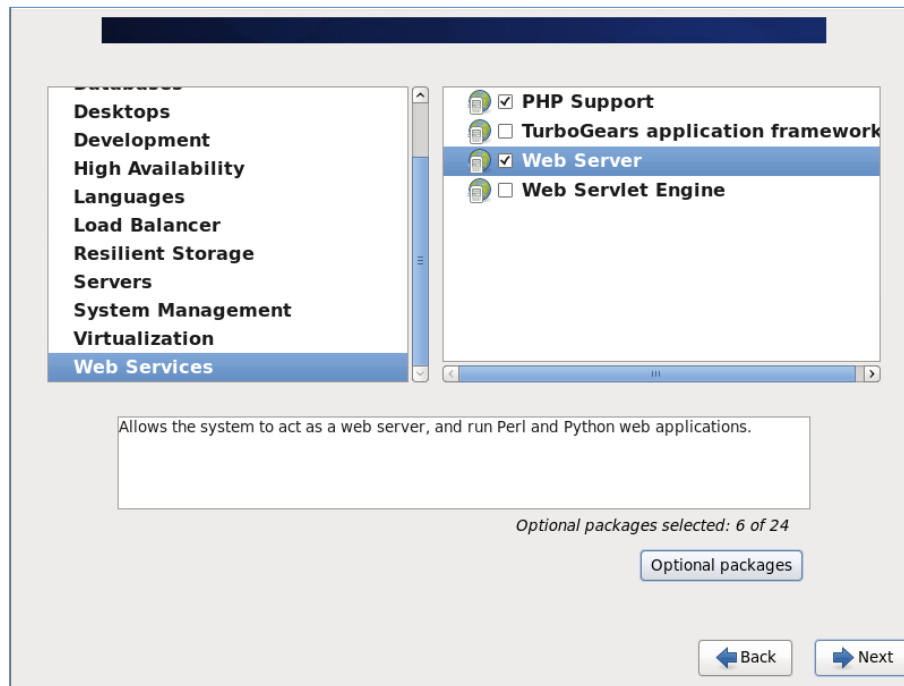 Databases
Desktops
Development
High Availability
Languages
Load Balancer
Resilient Storage
Servers
System Management
Virtualization
Web Services
PHP Support
TurboGears application framework
Web Server
Web Servlet Engine
Allows the system to act as a web server, and run Perl and Python web applications.
Optional packages selected: 6 of 24
Optional packages
Back
Next